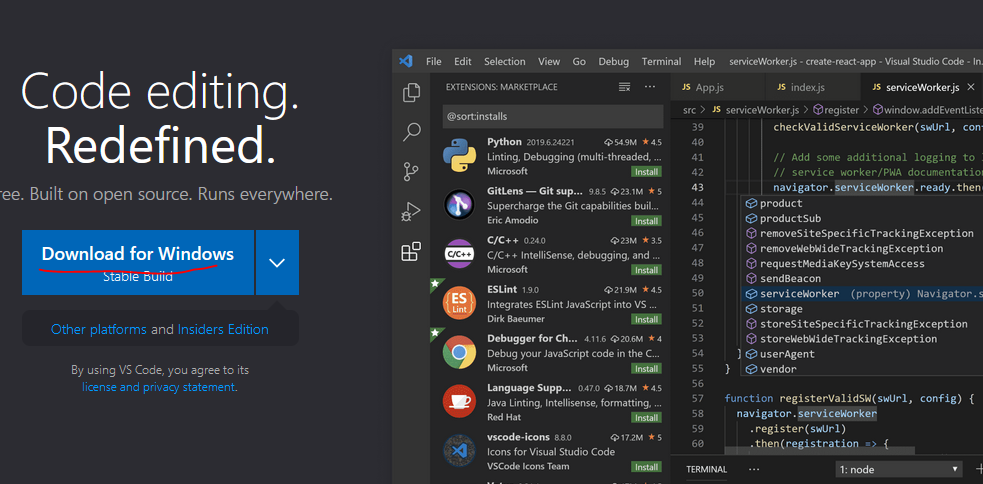 Code editing.
Redefined.
ree. Built on open source. Runs everywhere.
Download for Windows
Stable Build
Other platforms and Insiders Edition
By using VS Code, you agree to its
license and privacy statement.
File Edit Selection View Go Debug Terminal Help serviceWorker.js - create-react-app - Visual Studio Code - In
EXTENSIONS: MARKETPLACE
@sort:installs
Python 2019.6.24221 54.9M 4.5
Linting, Debugging (multi-threaded, ...
Microsoft Install
GitLens — Git sup... 9.8.5 23.1M 5
Supercharge the Git capabilities buil...
Eric Amodio Install
C/C++ 0.24.0 23M 3.5
C/C++ IntelliSense, debugging, and ...
Microsoft Install
ESLint 1.9.0 21.9M 4.5
Integrates ESLint JavaScript into VS ...
Dirk Baeumer Install
Debugger for Ch... 4.11.6 20.6M 4
Debug your JavaScript code in the C...
Microsoft Install
Language Supp... 0.47.0 18.7M 4.5
Java Linting, Intellisense, formatting, ...
Red Hat Install
vscode-icons 8.8.0 17.2M 5
Icons for Visual Studio Code
VSCode Icons Team Install
JS App.js JS index.js JS serviceWorker.js
src > JS serviceWorker.js > register > window.addEventListe
39 checkValidServiceWorker(swUrl, conf
40
41 // Add some additional logging to
42 // service worker/PWA documentation
43 navigator.serviceWorker.ready.then(
44 product
45 productSub
46 removeSiteSpecificTrackingException
47 removeWebWideTrackingException
48 requestMediaKeySystemAccess
49 sendBeacon
50 serviceWorker (property) Navigator.s
51 storage
52 storeSiteSpecificTrackingException
53 storeWebWideTrackingException
54 } userAgent
55 } vendor
56
57 function registerValidSW(swUrl, config) {
58 navigator.serviceWorker
59 .register(swUrl)
60 .then(registration => {
TERMINAL ... 1: node